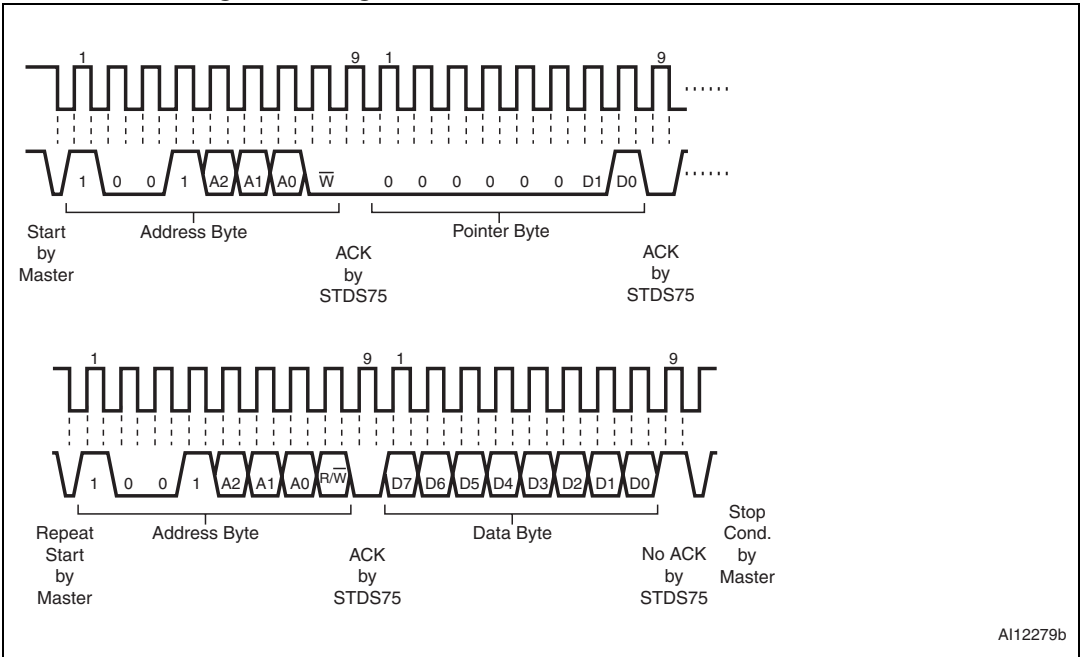 1 9 1 9
1 0 0 1 A2 A1 A0 W̅ 0 0 0 0 0 0 D1 D0
Start
by
Master
Address Byte
ACK
by
STDS75
Pointer Byte
ACK
by
STDS75
1 9 1 9
1 0 0 1 A2 A1 A0 R/W̅ D7 D6 D5 D4 D3 D2 D1 D0
Repeat
Start
by
Master
Address Byte
ACK
by
STDS75
Data Byte
No ACK
by
STDS75
Stop
Cond.
by
Master
AI12279b